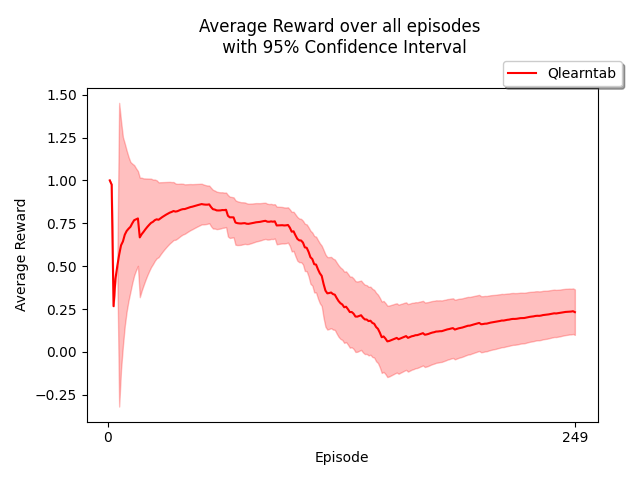 Average Reward over all episodes
with 95% Confidence Interval
Qlearntab
1.50
1.25
1.00
0.75
0.50
0.25
0.00
−0.25
Average Reward
0
249
Episode